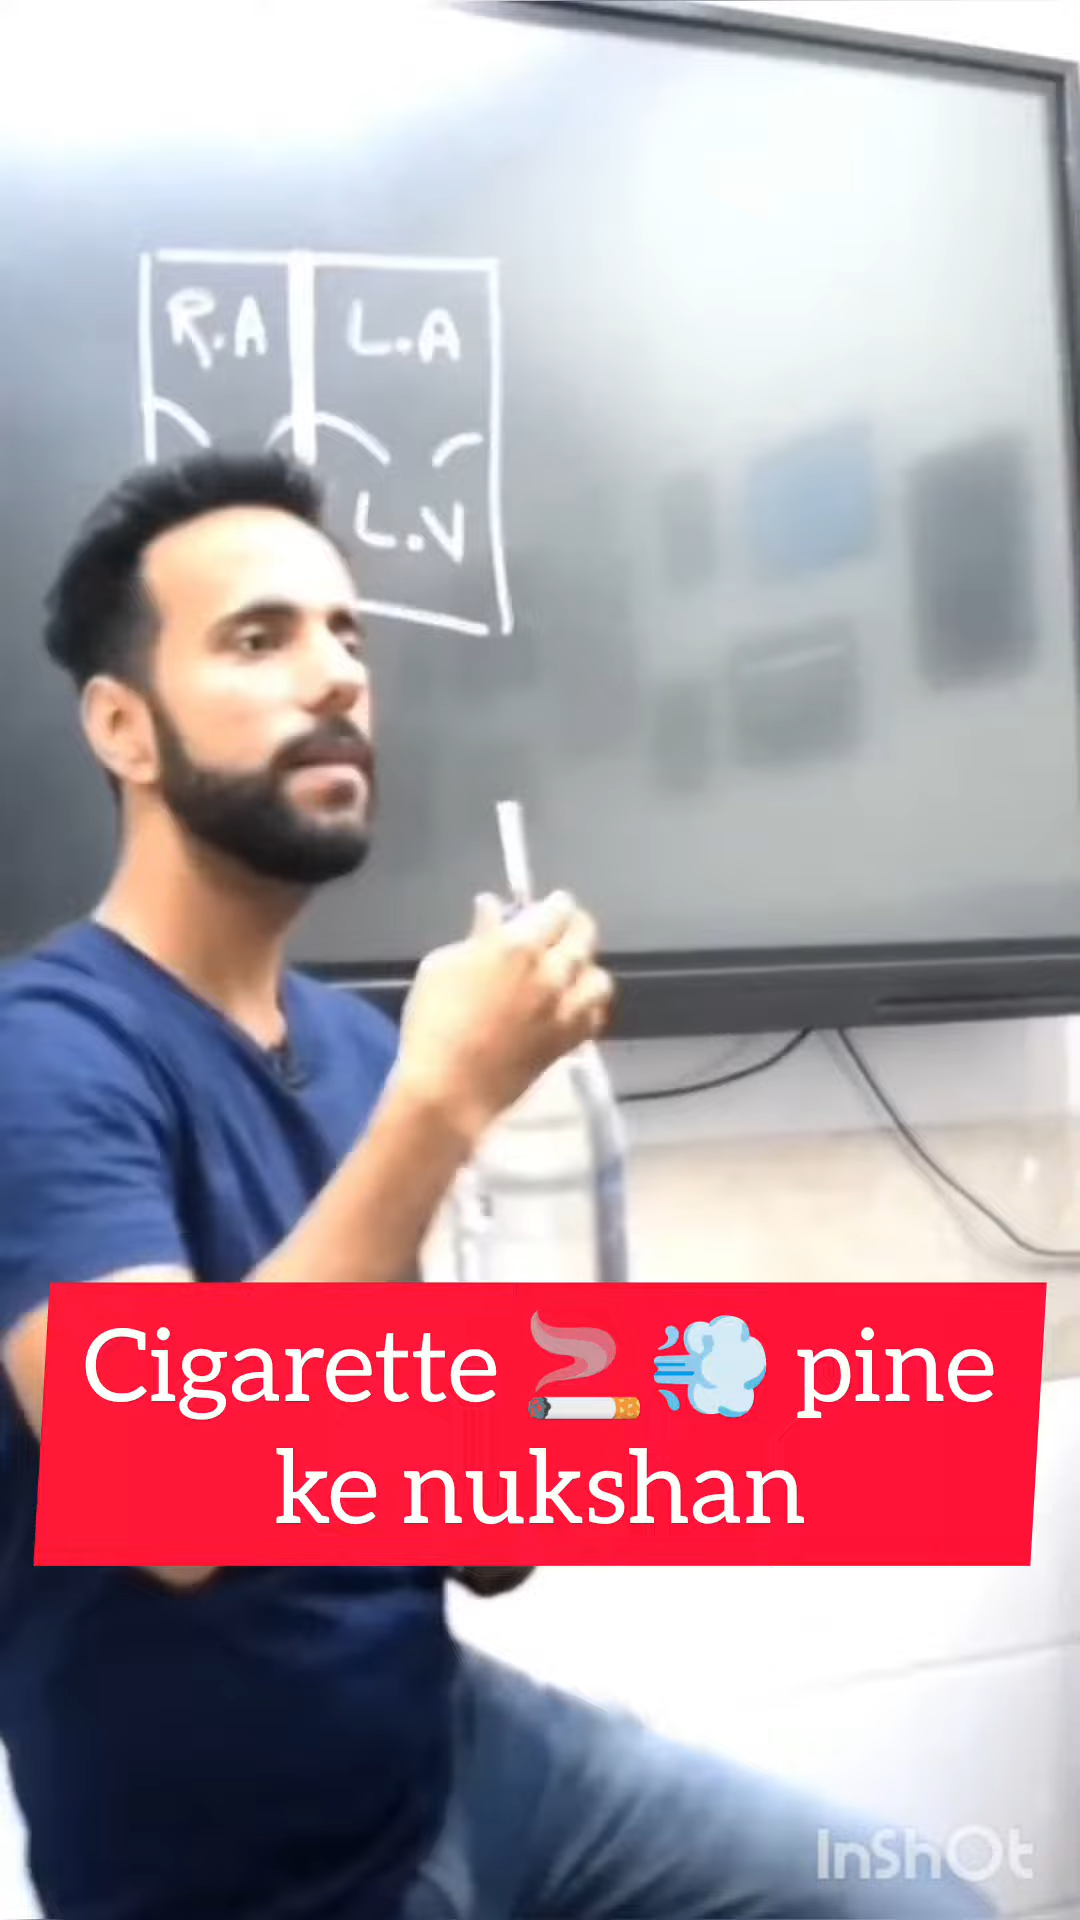 R.A L.A
L.V
Cigarette 🚬💨 pine
ke nukshan
InShOt